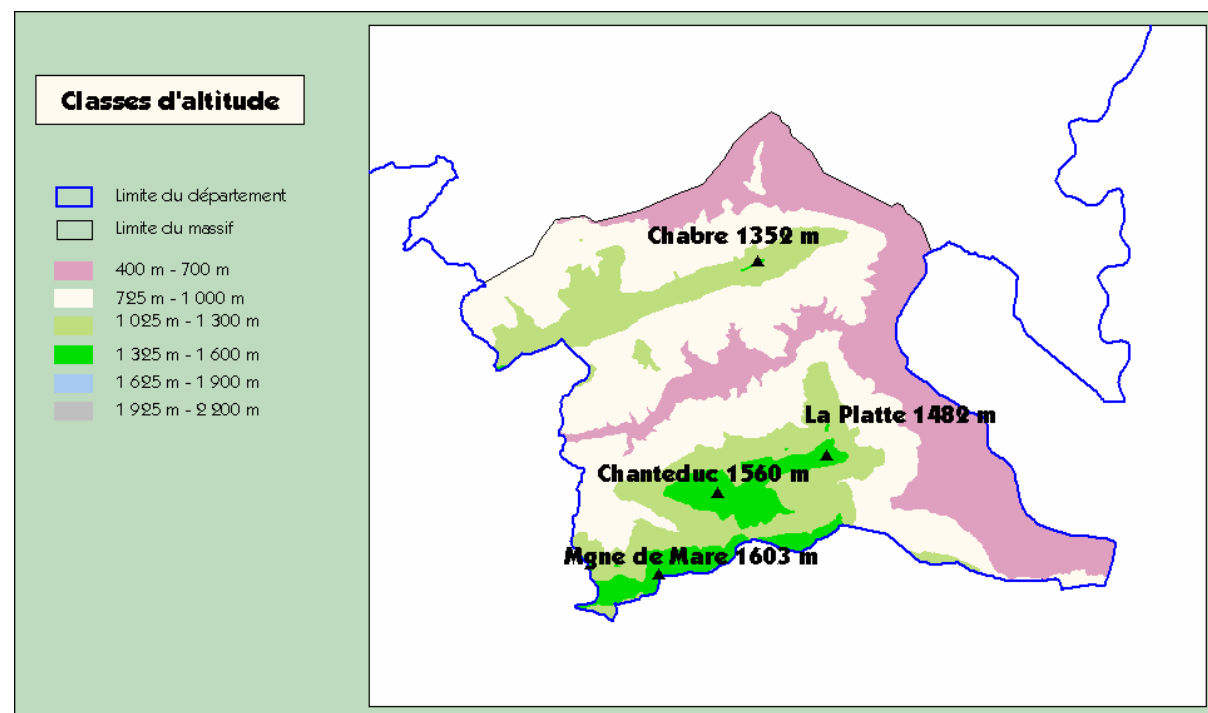 Classes d'altitude
Limite du département
Limite du massif
400 m - 700 m
725 m - 1 000 m
1 025 m - 1 300 m
1 325 m - 1 600 m
1 625 m - 1 900 m
1 925 m - 2 200 m
Chabre 1352 m
La Platte 1482 m
Chanteduc 1560 m
Mgne de Mare 1603 m